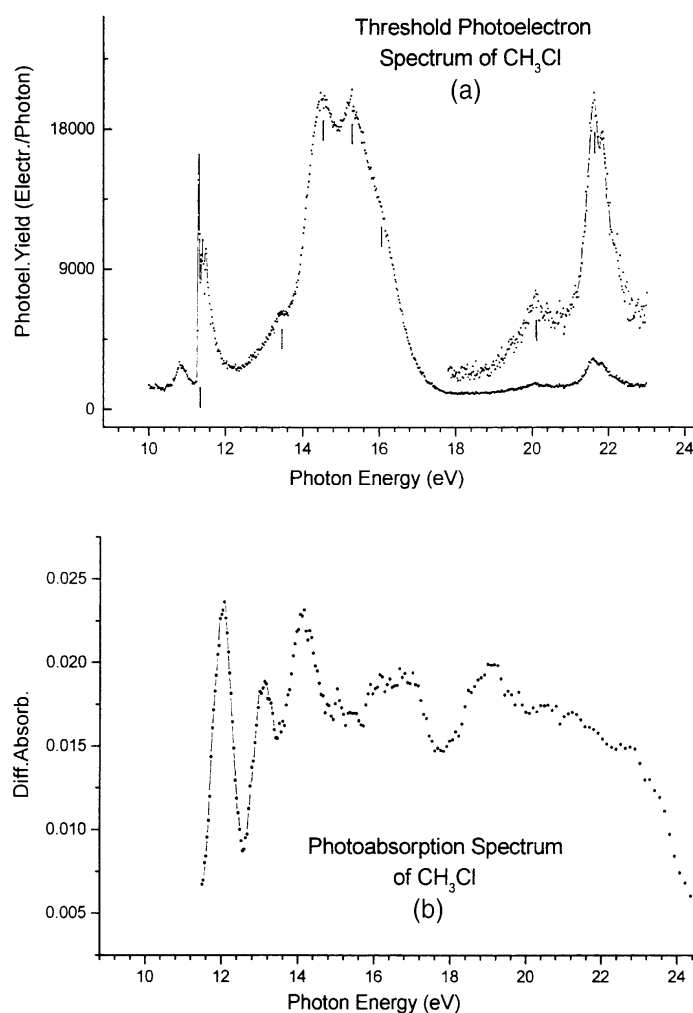 Threshold Photoelectron
Spectrum of CH₃Cl
(a)
Photoel.Yield (Electr./Photon)
18000
9000
0
10 12 14 16 18 20 22 24
Photon Energy (eV)
Diff.Absorb.
0.025
0.020
0.015
0.010
0.005
Photoabsorption Spectrum
of CH₃Cl
(b)
10 12 14 16 18 20 22 24
Photon Energy (eV)